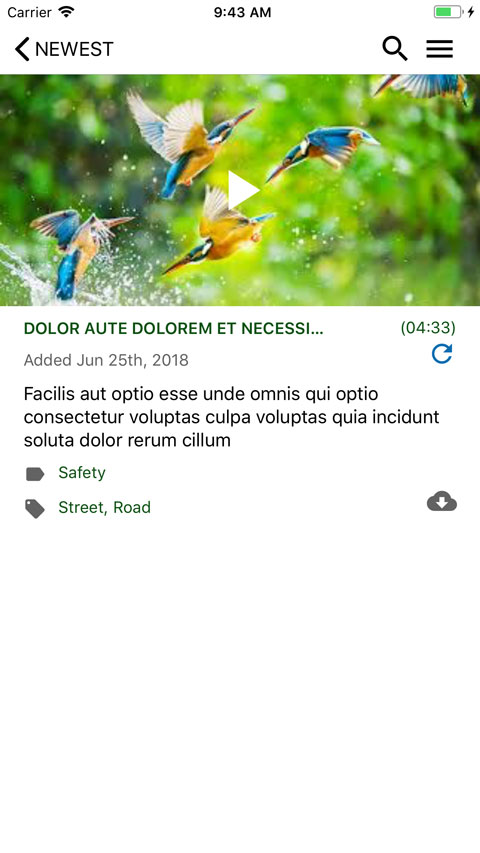 Carrier 9:43 AM
NEWEST
DOLOR AUTE DOLOREM ET NECESSI... (04:33)
Added Jun 25th, 2018
Facilis aut optio esse unde omnis qui optio
consectetur voluptas culpa voluptas quia incidunt
soluta dolor rerum cillum
Safety
Street, Road